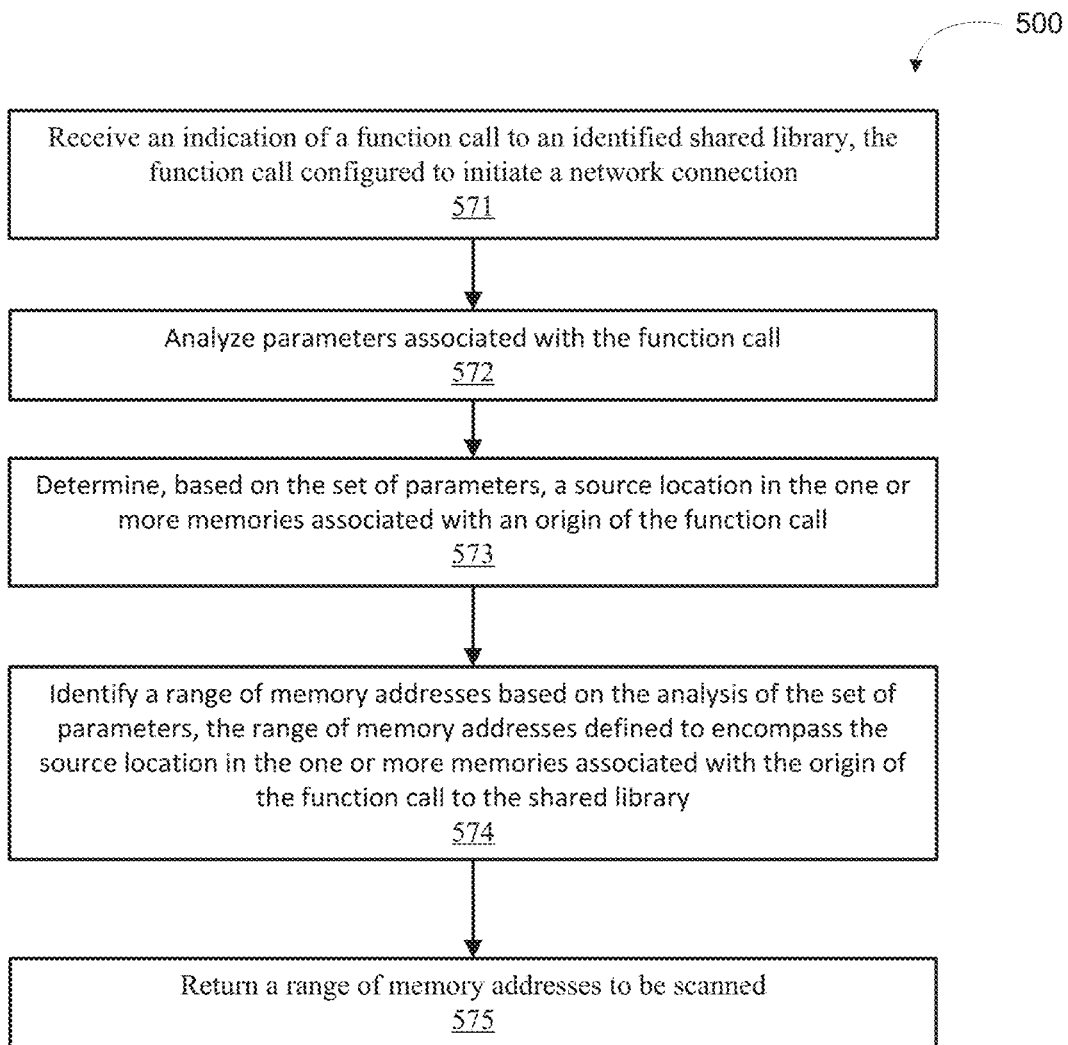 500
Receive an indication of a function call to an identified shared library, the
function call configured to initiate a network connection
571
Analyze parameters associated with the function call
572
Determine, based on the set of parameters, a source location in the one or
more memories associated with an origin of the function call
573
Identify a range of memory addresses based on the analysis of the set of
parameters, the range of memory addresses defined to encompass the
source location in the one or more memories associated with the origin of
the function call to the shared library
574
Return a range of memory addresses to be scanned
575